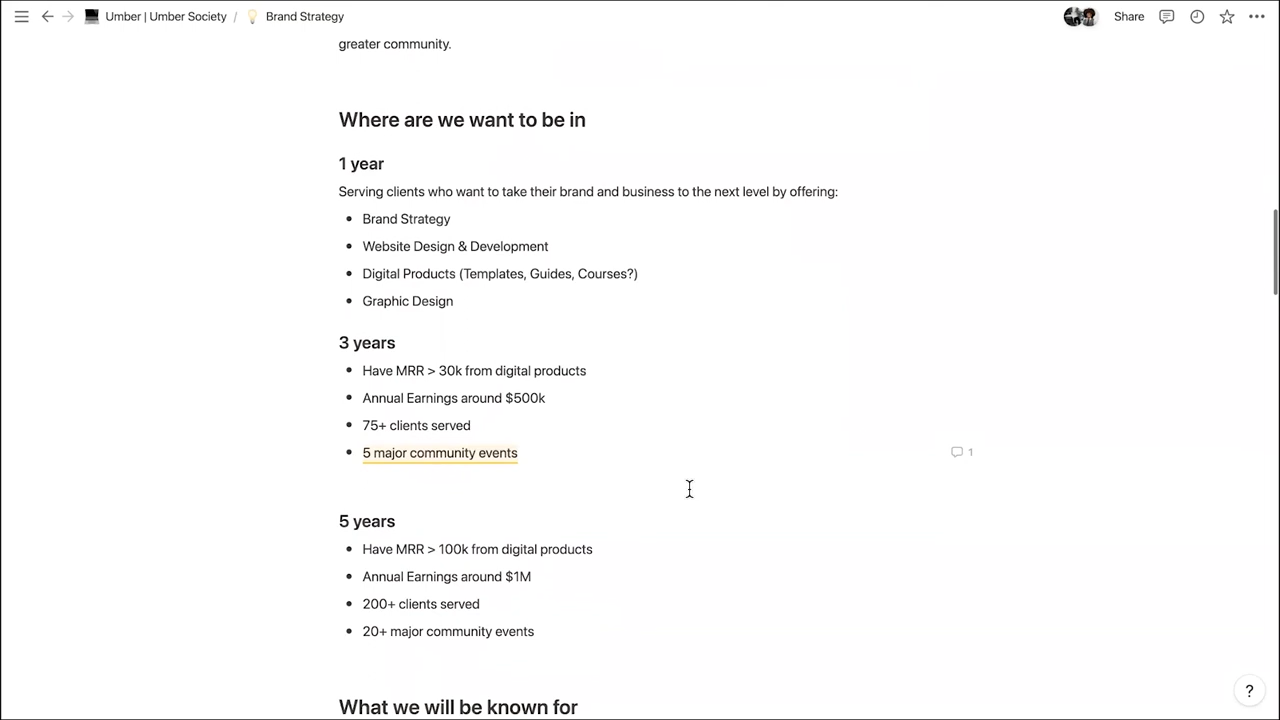 Umber | Umber Society / Brand Strategy
Share
greater community.
Where are we want to be in
1 year
Serving clients who want to take their brand and business to the next level by offering:
• Brand Strategy
• Website Design & Development
• Digital Products (Templates, Guides, Courses?)
• Graphic Design
3 years
• Have MRR > 30k from digital products
• Annual Earnings around $500k
• 75+ clients served
• 5 major community events
1
5 years
• Have MRR > 100k from digital products
• Annual Earnings around $1M
• 200+ clients served
• 20+ major community events
What we will be known for
?